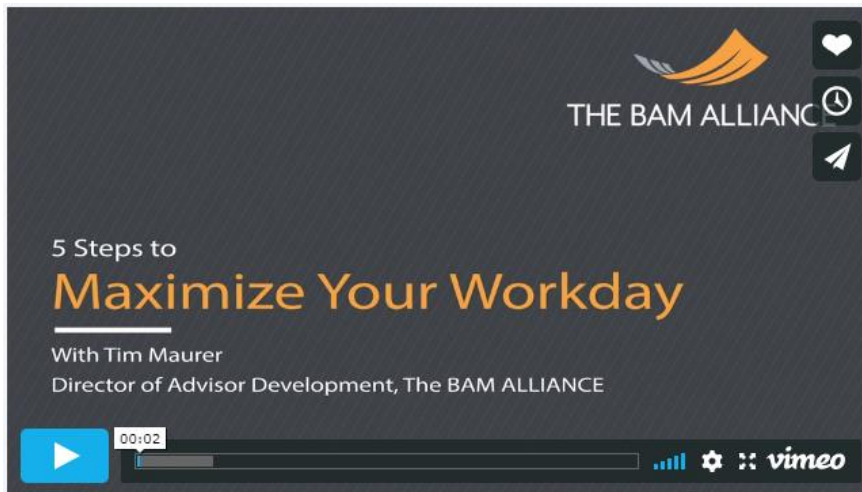 THE BAM ALLIANCE
5 Steps to
Maximize Your Workday
With Tim Maurer
Director of Advisor Development, The BAM ALLIANCE
00:02
vimeo